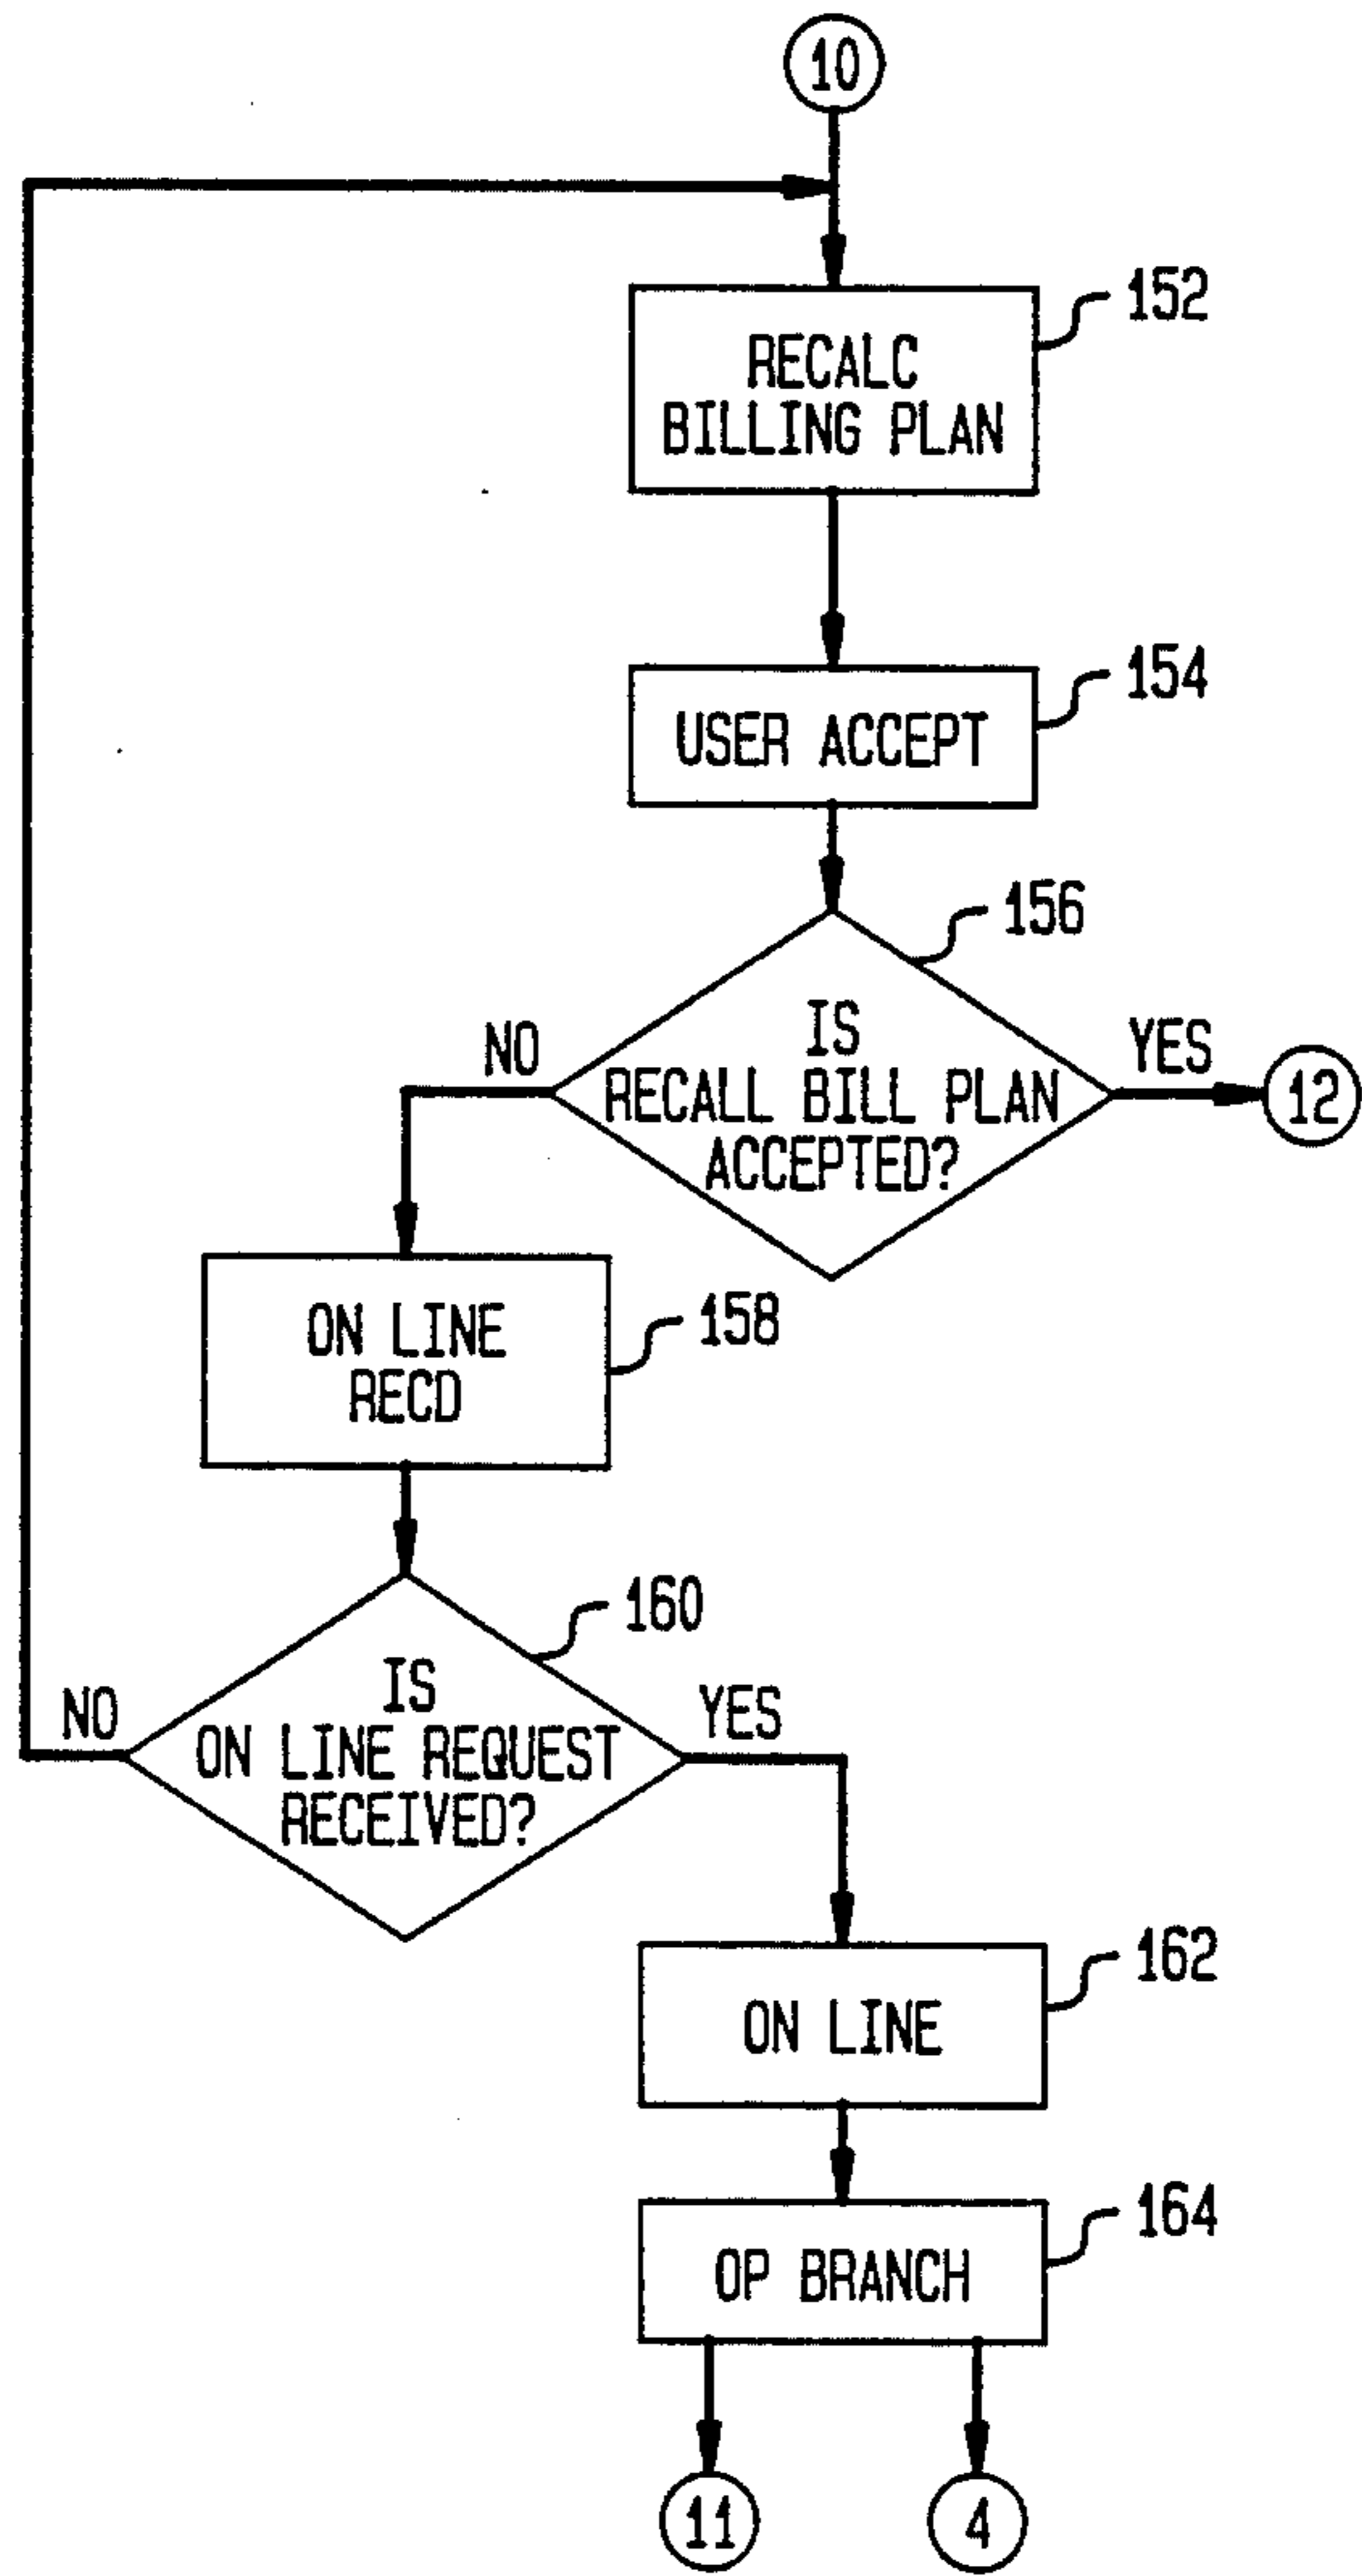 10
152
RECALC
BILLING PLAN
154
USER ACCEPT
156
IS
RECALL BILL PLAN
ACCEPTED?
NO
YES
12
158
ON LINE
RECD
160
IS
ON LINE REQUEST
RECEIVED?
NO
YES
162
ON LINE
164
OP BRANCH
11
4